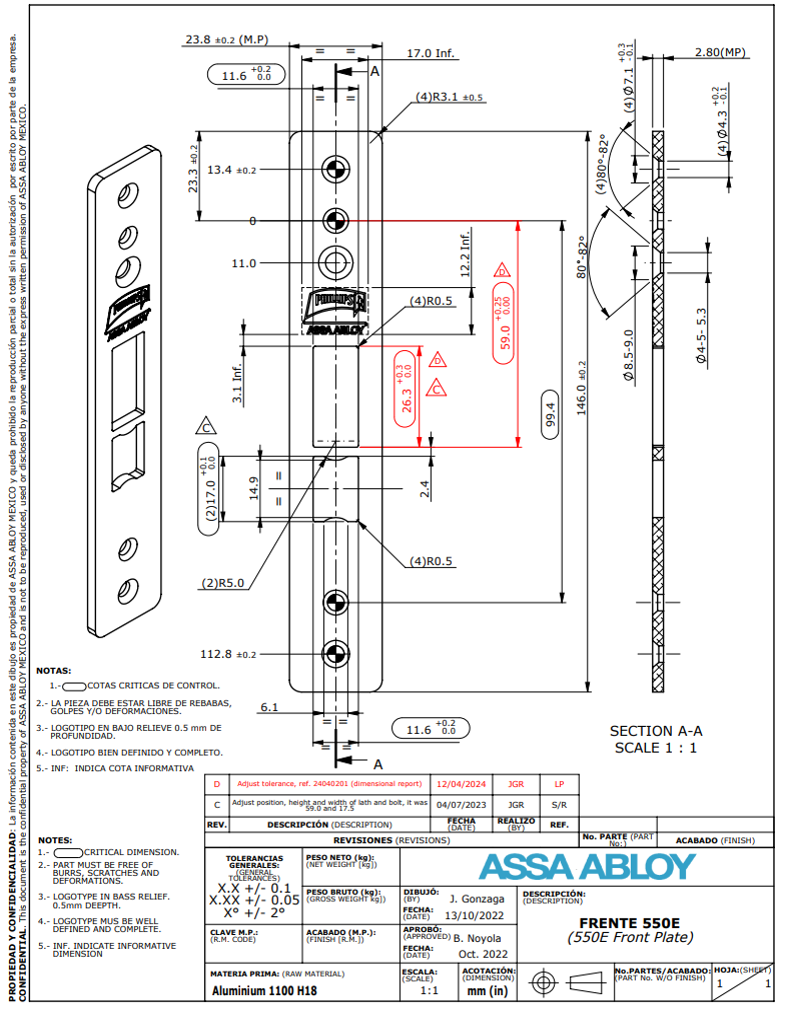 PROPIEDAD Y CONFIDENCIALIDAD: La información contenida en este dibujo es propiedad de ASSA ABLOY MEXICO y queda prohibido la reproducción parcial o total sin la autorización por escrito por parte de la empresa.
CONFIDENTIAL. This document is the confidential property of ASSA ABLOY MEXICO and is not to be reproduced, used or disclosed by anyone without the express written permission of ASSA ABLOY MEXICO.
23.8 ±0.2 (M.P)
= =
17.0 Inf.
11.6 +0.2 0.0
A
= =
(4)R3.1 ±0.5
23.3 ±0.2
13.4 ±0.2
0
11.0
12.2 Inf.
PHILLIPS
ASSA ABLOY
PHILLIPS
ASSA ABLOY
(4)R0.5
3.1 Inf.
26.3 +0.3 0.0
D
C
D
59.0 +0.25 0.00
99.4
146.0 ±0.2
C
(2)17.0 +0.1 0.0
14.9
= =
2.4
(4)R0.5
(2)R5.0
112.8 ±0.2
6.1
= =
11.6 +0.2 0.0
A
2.80(MP)
(4)Ø7.1 +0.3 -0.1
(4)Ø4.3 +0.2 -0.1
(4)80°-82°
80°-82°
Ø8.5-9.0
Ø4-5- 5.3
SECTION A-A
SCALE 1 : 1
NOTAS:
1.- COTAS CRITICAS DE CONTROL.
2.- LA PIEZA DEBE ESTAR LIBRE DE REBABAS,
GOLPES Y/O DEFORMACIONES.
3.- LOGOTIPO EN BAJO RELIEVE 0.5 mm DE
PROFUNDIDAD.
4.- LOGOTIPO BIEN DEFINIDO Y COMPLETO.
5.- INF: INDICA COTA INFORMATIVA
NOTES:
1.- CRITICAL DIMENSION.
2.- PART MUST BE FREE OF
BURRS, SCRATCHES AND
DEFORMATIONS.
3.- LOGOTYPE IN BASS RELIEF.
0.5mm DEEPTH.
4.- LOGOTYPE MUS BE WELL
DEFINED AND COMPLETE.
5.- INF. INDICATE INFORMATIVE
DIMENSION
D Adjust tolerance, ref. 24040201 (dimensional report) 12/04/2024 JGR LP
C Adjust position, height and width of lath and bolt, it was 59.0 and 17.5 04/07/2023 JGR S/R
REV. DESCRIPCIÓN (DESCRIPTION) FECHA (DATE) REALIZO (BY) REF.
REVISIONES (REVISIONS)
No. PARTE (PART No:)
ACABADO (FINISH)
TOLERANCIAS
GENERALES:
(GENERAL
TOLERANCES)
X.X +/- 0.1
X.XX +/- 0.05
X° +/- 2°
PESO NETO (kg):
(NET WEIGHT [kg])
PESO BRUTO (kg):
(GROSS WEIGHT kg])
CLAVE M.P.:
(R.M. CODE)
ACABADO (M.P.):
(FINISH [R.M.])
ASSA ABLOY
DIBUJÓ:
(BY)
J. Gonzaga
FECHA:
(DATE)
13/10/2022
APROBÓ:
(APPROVED)
B. Noyola
FECHA:
(DATE)
Oct. 2022
DESCRIPCIÓN:
(DESCRIPTION)
FRENTE 550E
(550E Front Plate)
MATERIA PRIMA: (RAW MATERIAL)
Aluminium 1100 H18
ESCALA:
(SCALE)
1:1
ACOTACIÓN:
(DIMENSION)
mm (in)
No.PARTES/ACABADO:
(PART No. W/O FINISH)
HOJA:(SHEET)
1 1